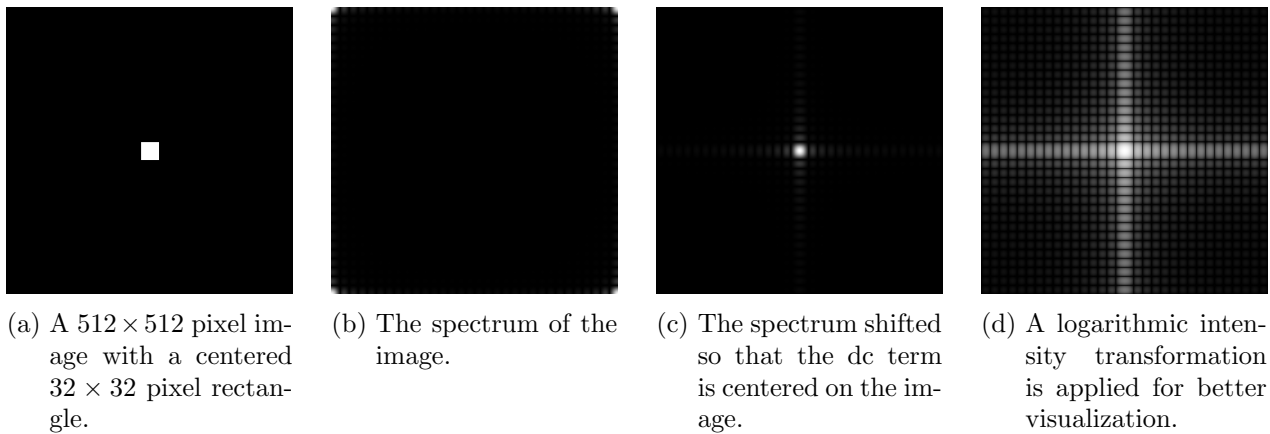 (a) A 512 × 512 pixel im-
age with a centered
32 × 32 pixel rectan-
gle.
(b) The spectrum of the
image.
(c) The spectrum shifted
so that the dc term
is centered on the im-
age.
(d) A logarithmic inten-
sity transformation
is applied for better
visualization.